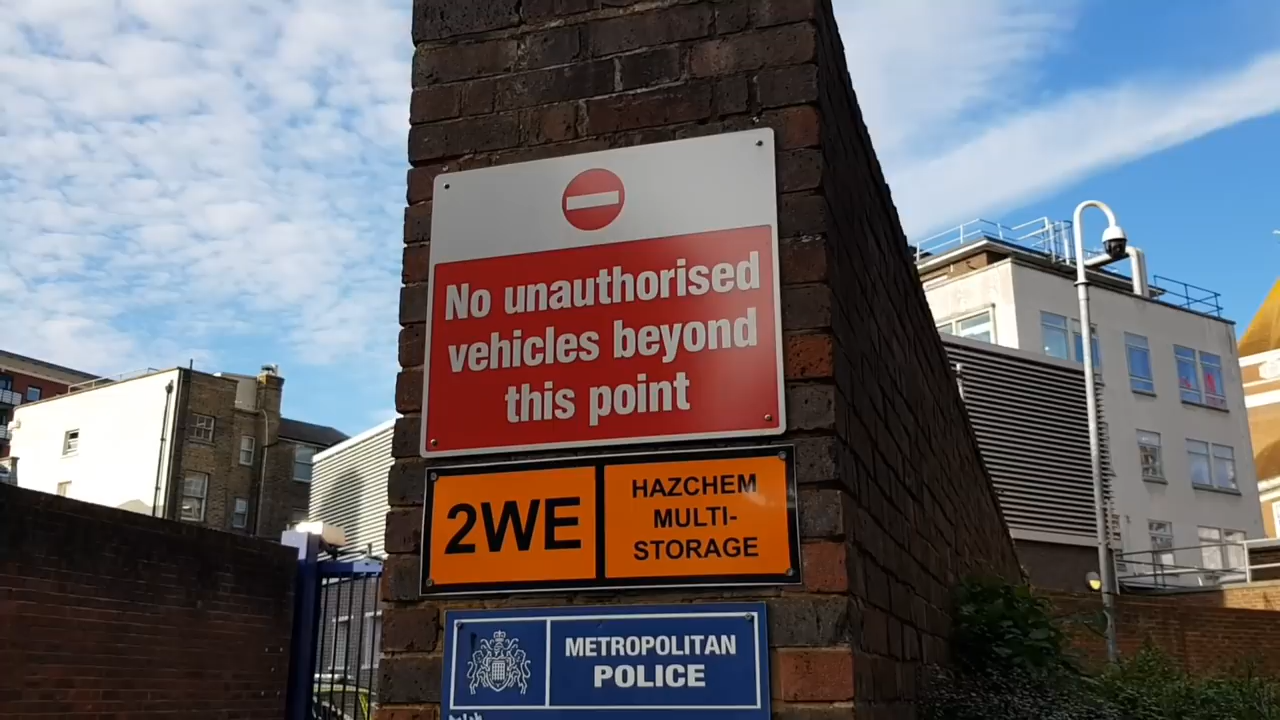 No unauthorised
vehicles beyond
this point
2WE
HAZCHEM
MULTI-
STORAGE
METROPOLITAN
POLICE